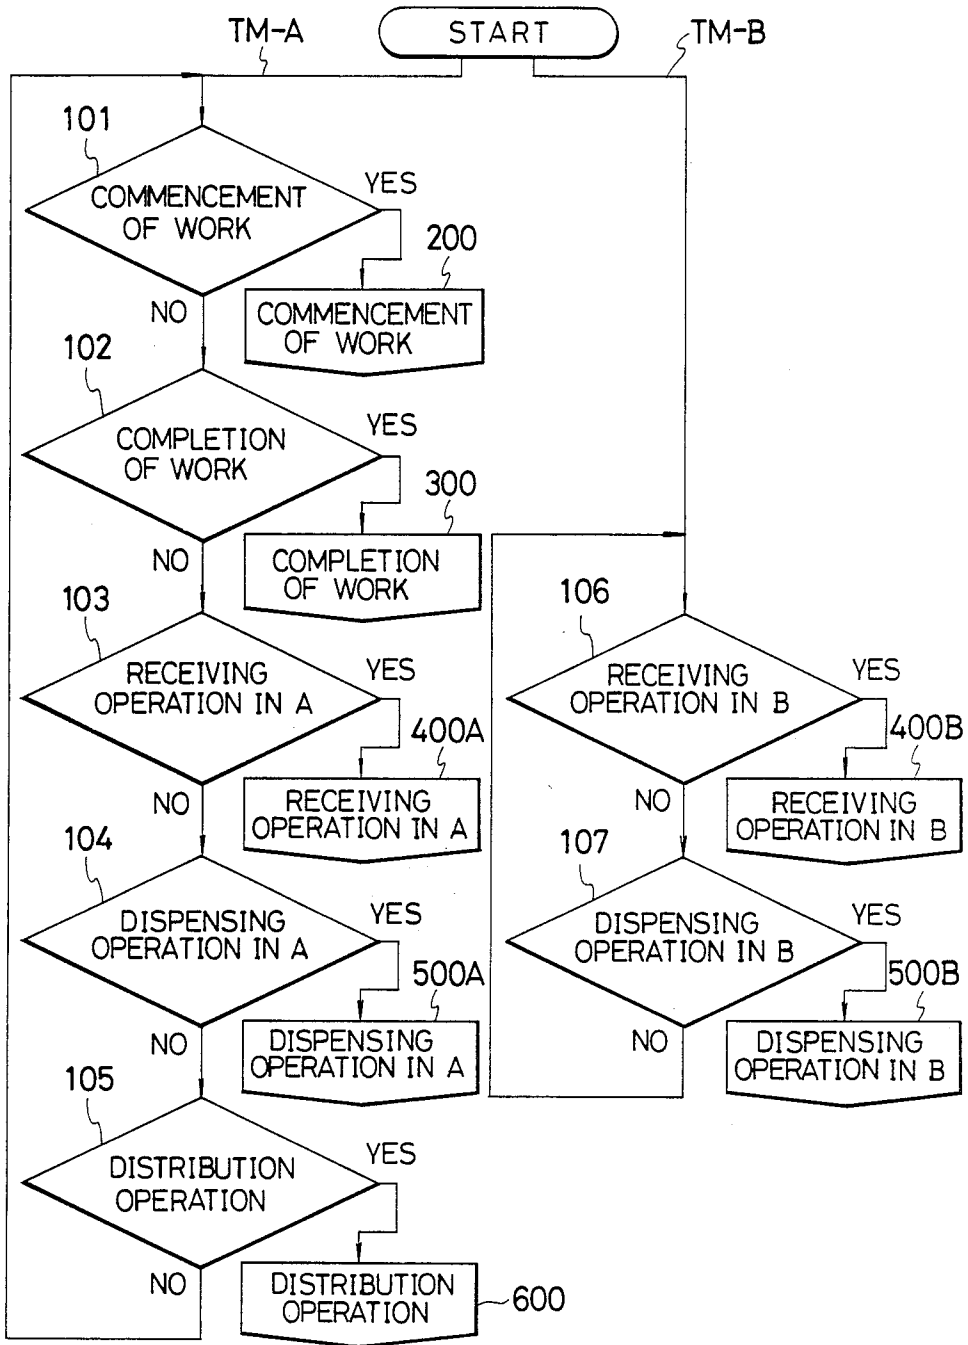 TM-A
START
TM-B
101
COMMENCEMENT
OF WORK
YES
NO
200
COMMENCEMENT
OF WORK
102
COMPLETION
OF WORK
YES
NO
300
COMPLETION
OF WORK
103
RECEIVING
OPERATION IN A
YES
NO
400A
RECEIVING
OPERATION IN A
104
DISPENSING
OPERATION IN A
YES
NO
500A
DISPENSING
OPERATION IN A
105
DISTRIBUTION
OPERATION
YES
NO
DISTRIBUTION
OPERATION
600
106
RECEIVING
OPERATION IN B
YES
NO
400B
RECEIVING
OPERATION IN B
107
DISPENSING
OPERATION IN B
YES
NO
500B
DISPENSING
OPERATION IN B